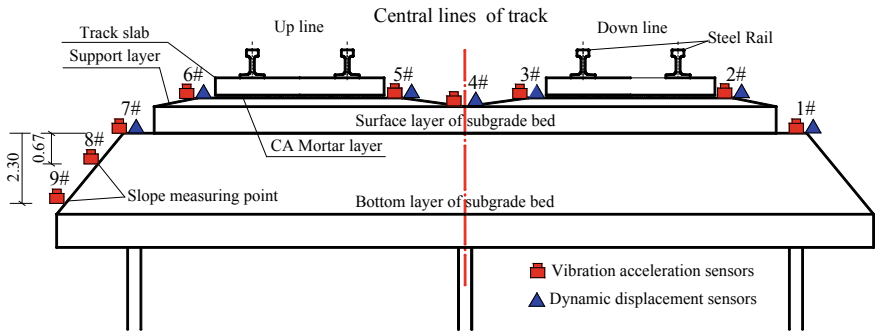 Central lines of track
Up line
Down line
Track slab
Steel Rail
Support layer
6#
5#
4#
3#
2#
7#
1#
Surface layer of subgrade bed
CA Mortar layer
0.67
2.30
8#
9#
Slope measuring point
Bottom layer of subgrade bed
Vibration acceleration sensors
Dynamic displacement sensors